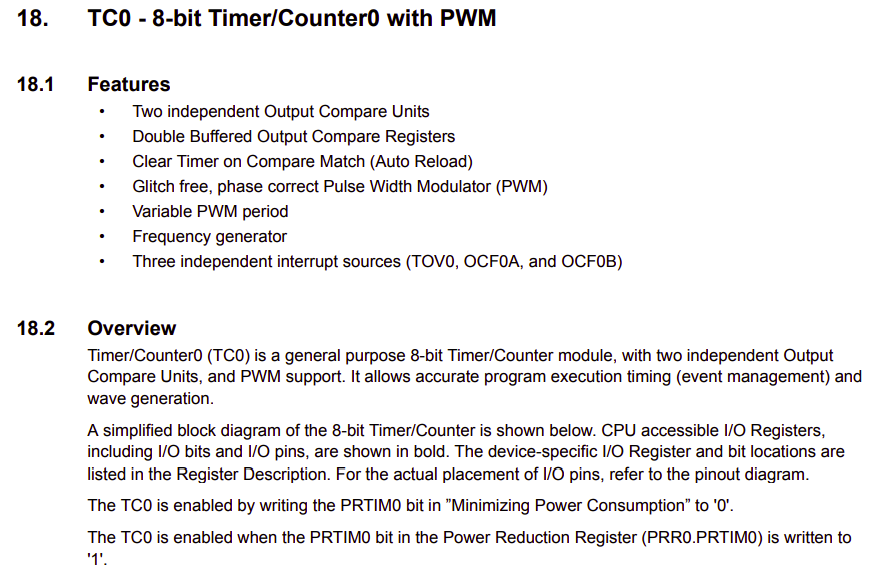 18. TC0 - 8-bit Timer/Counter0 with PWM
18.1 Features
• Two independent Output Compare Units
• Double Buffered Output Compare Registers
• Clear Timer on Compare Match (Auto Reload)
• Glitch free, phase correct Pulse Width Modulator (PWM)
• Variable PWM period
• Frequency generator
• Three independent interrupt sources (TOV0, OCF0A, and OCF0B)
18.2 Overview
Timer/Counter0 (TC0) is a general purpose 8-bit Timer/Counter module, with two independent Output
Compare Units, and PWM support. It allows accurate program execution timing (event management) and
wave generation.
A simplified block diagram of the 8-bit Timer/Counter is shown below. CPU accessible I/O Registers,
including I/O bits and I/O pins, are shown in bold. The device-specific I/O Register and bit locations are
listed in the Register Description. For the actual placement of I/O pins, refer to the pinout diagram.
The TC0 is enabled by writing the PRTIM0 bit in ”Minimizing Power Consumption” to '0'.
The TC0 is enabled when the PRTIM0 bit in the Power Reduction Register (PRR0.PRTIM0) is written to
'1'.